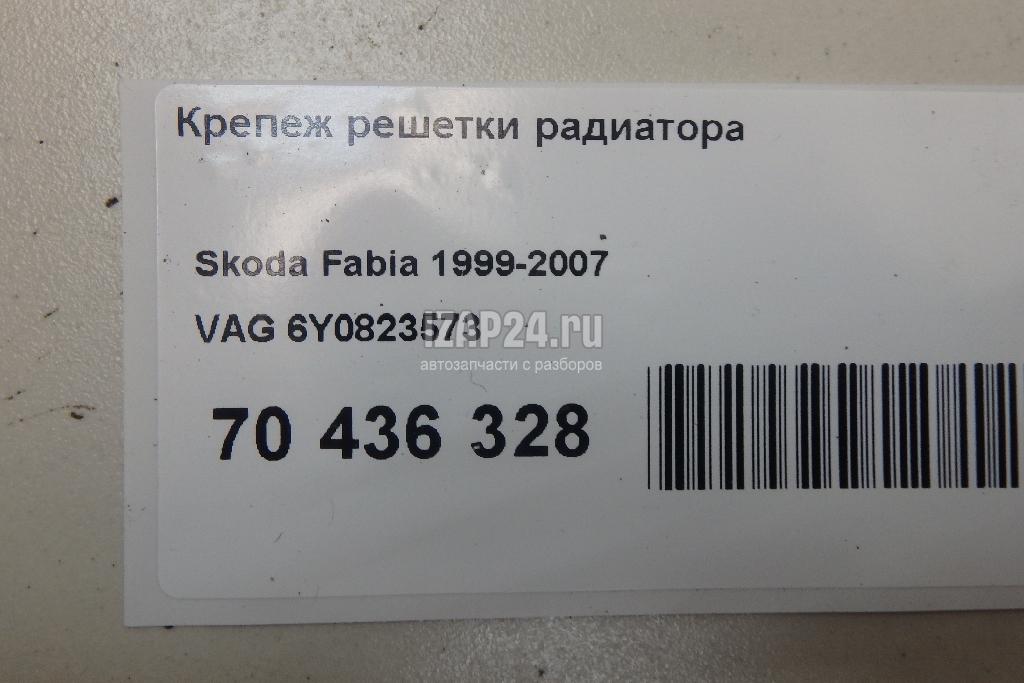 Крепеж решетки радиатора
Skoda Fabia 1999-2007
VAG 6Y0823573
iZAP24.ru
автозапчасти с разборов
70 436 328